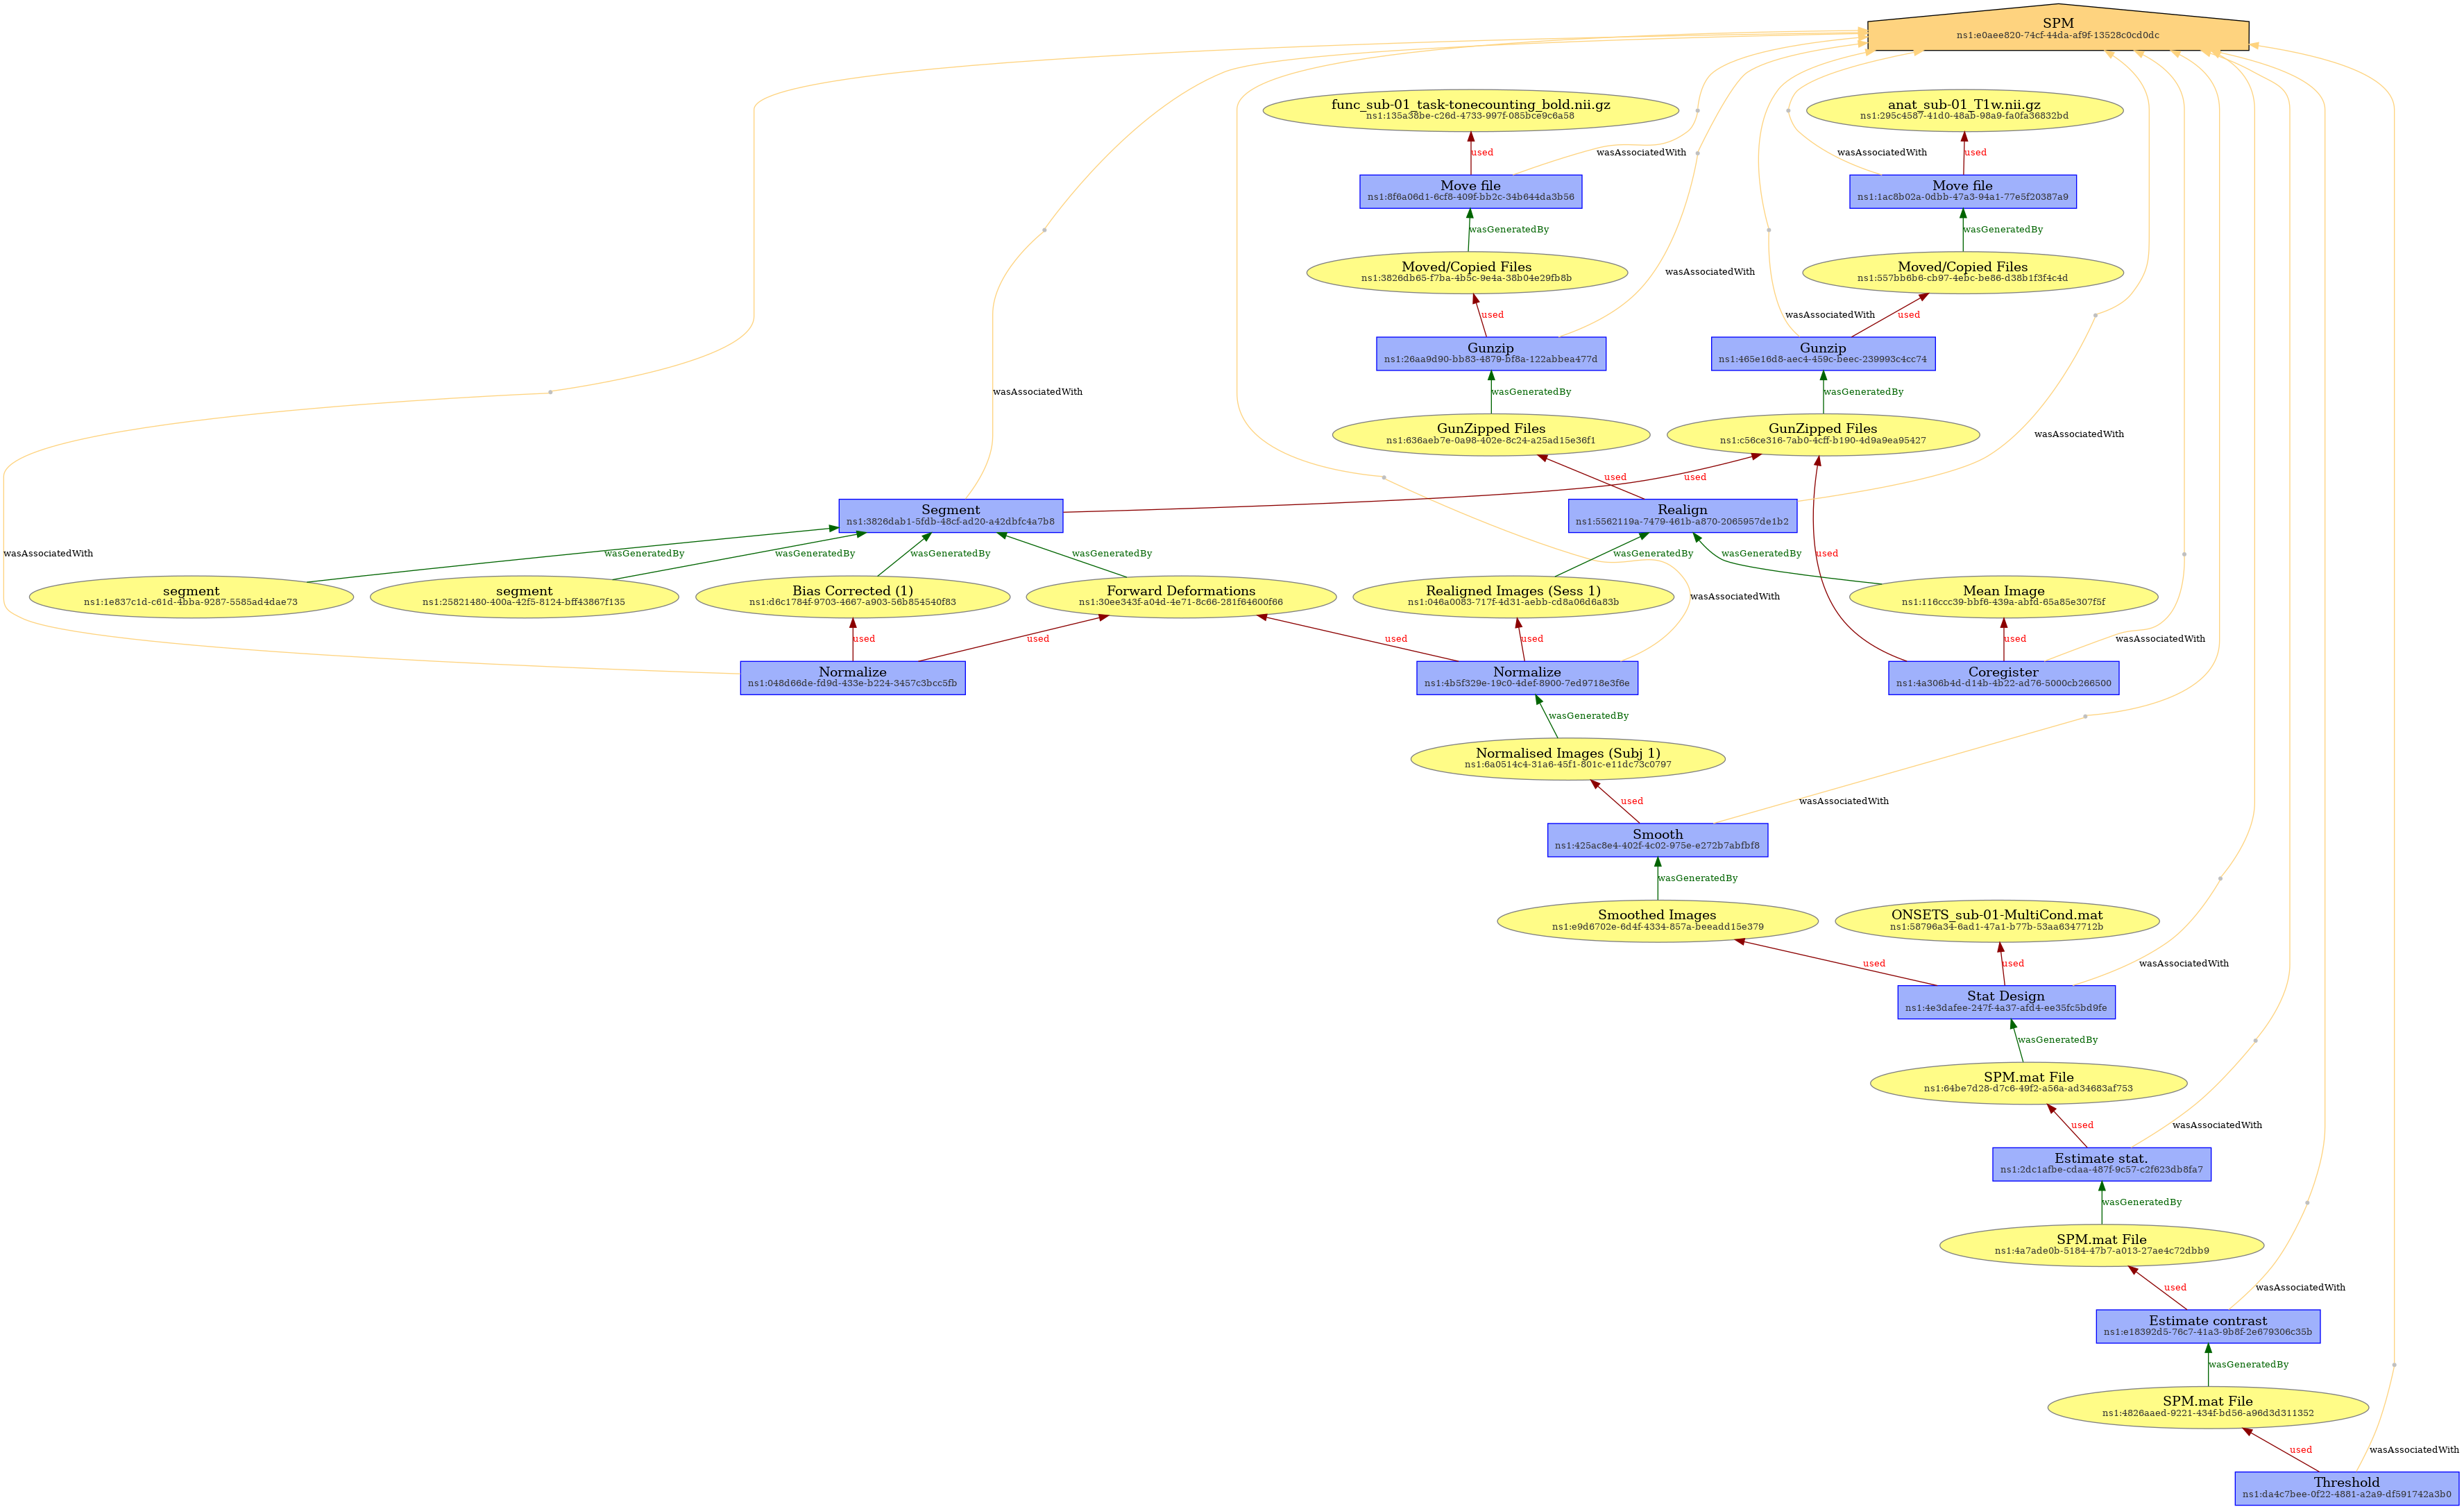 SPM
ns1:e0aee820-74cf-44da-af9f-13528c0cd0dc
func_sub-01_task-tonecounting_bold.nii.gz
ns1:135a38be-c26d-4733-997f-085bce9c6a58
anat_sub-01_T1w.nii.gz
ns1:295c4587-41d0-48ab-98a9-fa0fa36832bd
used
wasAssociatedWith
wasAssociatedWith
used
Move file
ns1:8f6a06d1-6cf8-409f-bb2c-34b644da3b56
Move file
ns1:1ac8b02a-0dbb-47a3-94a1-77e5f20387a9
wasGeneratedBy
wasGeneratedBy
Moved/Copied Files
ns1:3826db65-f7ba-4b5c-9e4a-38b04e29fb8b
wasAssociatedWith
Moved/Copied Files
ns1:557bb6b6-cb97-4ebc-be86-d38b1f3f4c4d
used
wasAssociatedWith
used
Gunzip
ns1:26aa9d90-bb83-4879-bf8a-122abbea477d
Gunzip
ns1:465e16d8-aec4-459c-beec-239993c4cc74
wasAssociatedWith
wasGeneratedBy
wasGeneratedBy
GunZipped Files
ns1:636aeb7e-0a98-402e-8c24-a25ad15e36f1
GunZipped Files
ns1:c56ce316-7ab0-4cff-b190-4d9a9ea95427
wasAssociatedWith
used
used
Segment
ns1:3826dab1-5fdb-48cf-ad20-a42dbfc4a7b8
Realign
ns1:5562119a-7479-461b-a870-2065957de1b2
wasAssociatedWith
wasGeneratedBy
wasGeneratedBy
wasGeneratedBy
wasGeneratedBy
wasGeneratedBy
wasGeneratedBy
used
segment
ns1:1e837c1d-c61d-4bba-9287-5585ad4dae73
segment
ns1:25821480-400a-42f5-8124-bff43867f135
Bias Corrected (1)
ns1:d6c1784f-9703-4667-a903-56b854540f83
Forward Deformations
ns1:30ee343f-a04d-4e71-8c66-281f64600f66
Realigned Images (Sess 1)
ns1:046a0083-717f-4d31-aebb-cd8a06d6a83b
wasAssociatedWith
Mean Image
ns1:116ccc39-bbf6-439a-abfd-65a85e307f5f
used
used
used
used
used
wasAssociatedWith
Normalize
ns1:048d66de-fd9d-433e-b224-3457c3bcc5fb
Normalize
ns1:4b5f329e-19c0-4def-8900-7ed9718e3f6e
Coregister
ns1:4a306b4d-d14b-4b22-ad76-5000cb266500
wasGeneratedBy
Normalised Images (Subj 1)
ns1:6a0514c4-31a6-45f1-801c-e11dc73c0797
used
wasAssociatedWith
Smooth
ns1:425ac8e4-402f-4c02-975e-e272b7abfbf8
wasGeneratedBy
Smoothed Images
ns1:e9d6702e-6d4f-4334-857a-beeadd15e379
ONSETS_sub-01-MultiCond.mat
ns1:58796a34-6ad1-47a1-b77b-53aa6347712b
used
used
wasAssociatedWith
Stat Design
ns1:4e3dafee-247f-4a37-afd4-ee35fc5bd9fe
wasGeneratedBy
SPM.mat File
ns1:64be7d28-d7c6-49f2-a56a-ad34683af753
used
wasAssociatedWith
Estimate stat.
ns1:2dc1afbe-cdaa-487f-9c57-c2f623db8fa7
wasGeneratedBy
SPM.mat File
ns1:4a7ade0b-5184-47b7-a013-27ae4c72dbb9
used
wasAssociatedWith
Estimate contrast
ns1:e18392d5-76c7-41a3-9b8f-2e679306c35b
wasGeneratedBy
SPM.mat File
ns1:4826aaed-9221-434f-bd56-a96d3d311352
used
wasAssociatedWith
Threshold
ns1:da4c7bee-0f22-4881-a2a9-df591742a3b0